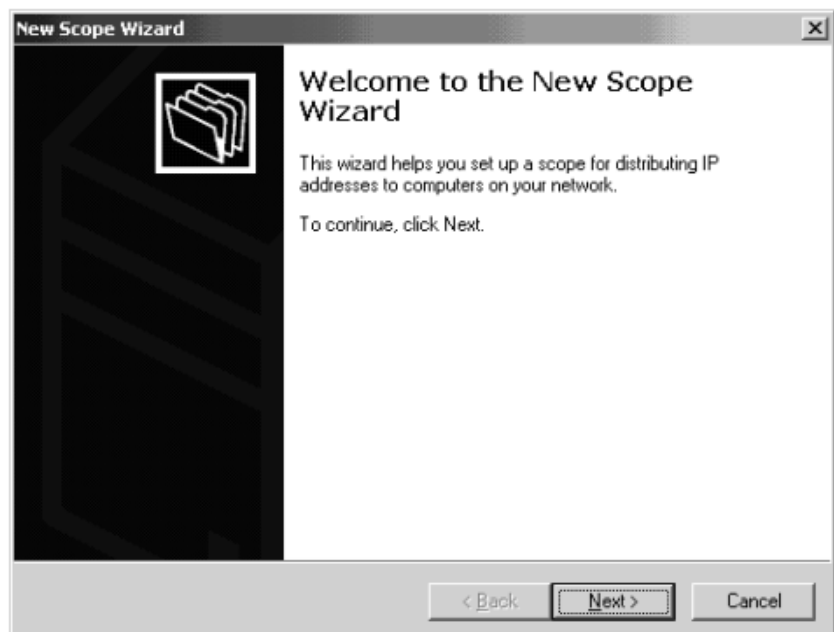 New Scope Wizard
Welcome to the New Scope
Wizard
This wizard helps you set up a scope for distributing IP
addresses to computers on your network.
To continue, click Next.
< Back
Next >
Cancel